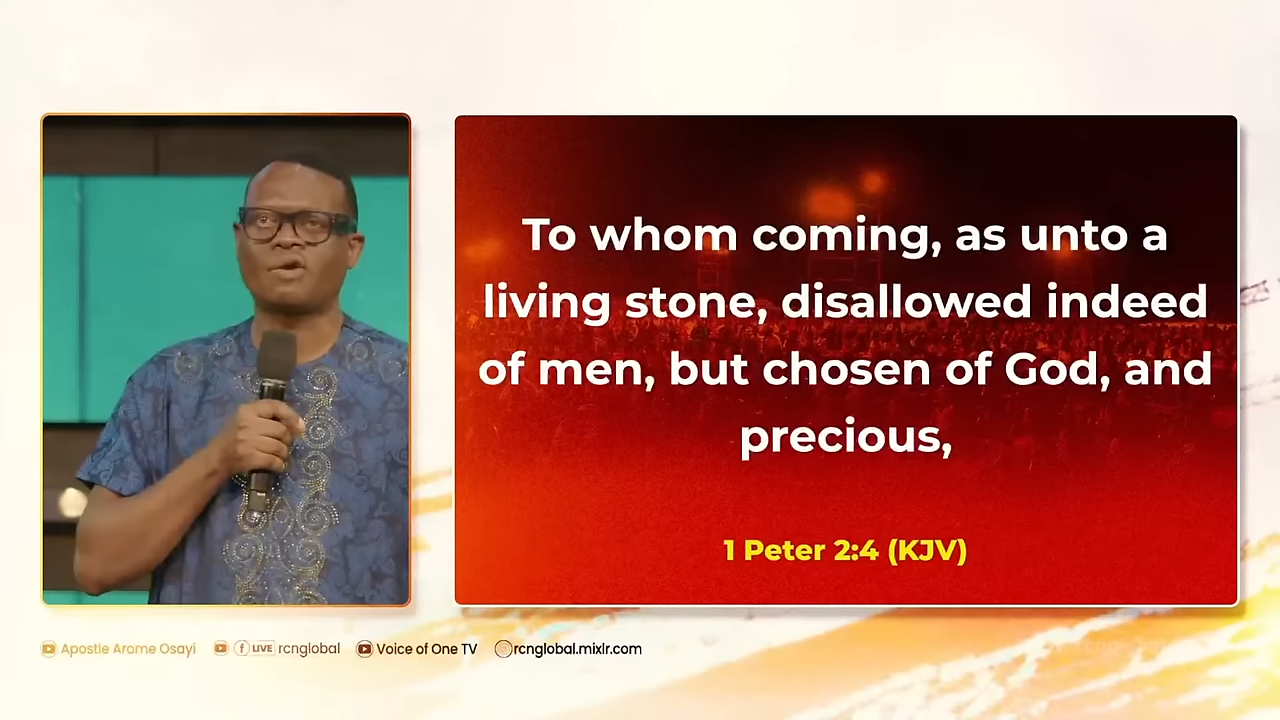 To whom coming, as unto a
living stone, disallowed indeed
of men, but chosen of God, and
precious,
1 Peter 2:4 (KJV)
Apostle Arome Osayi LIVE rcnglobal Voice of One TV rcnglobal.mixlr.com